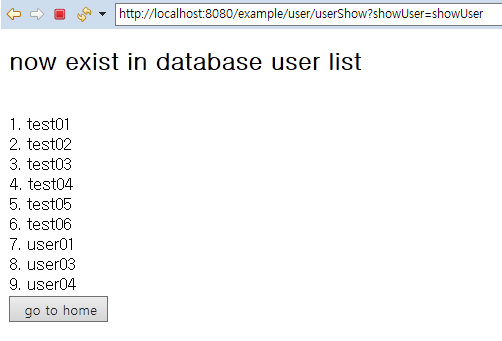 http://localhost:8080/example/user/userShow?showUser=showUser
now exist in database user list
1. test01
2. test02
3. test03
4. test04
5. test05
6. test06
7. user01
8. user03
9. user04
go to home